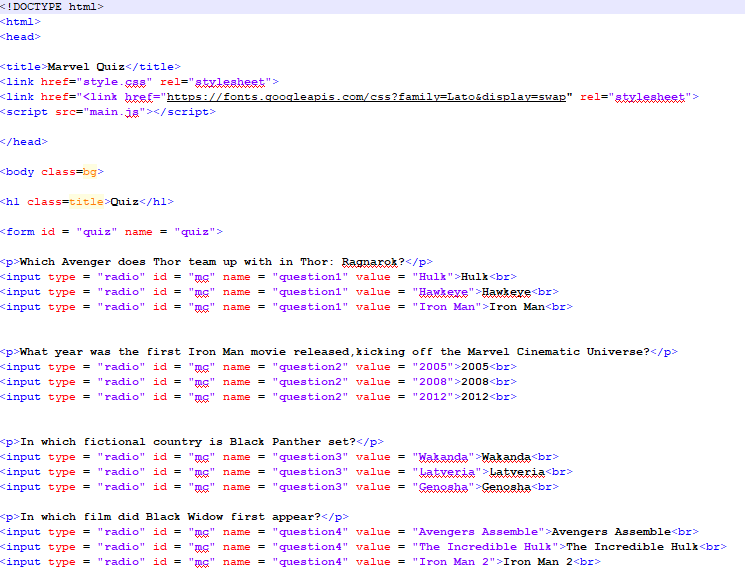 <!DOCTYPE html>
<html>
<head>
<title>Marvel Quiz</title>
<link href="style.css" rel="stylesheet">
<link href="<link href="https://fonts.googleapis.com/css?family=Lato&display=swap" rel="stylesheet">
<script src="main.js"></script>
</head>
<body class=bg>
<h1 class=title>Quiz</h1>
<form id = "quiz" name = "quiz">
<p>Which Avenger does Thor team up with in Thor: Ragnarok?</p>
<input type = "radio" id = "mc" name = "question1" value = "Hulk">Hulk<br>
<input type = "radio" id = "mc" name = "question1" value = "Hawkeye">Hawkeye<br>
<input type = "radio" id = "mc" name = "question1" value = "Iron Man">Iron Man<br>
<p>What year was the first Iron Man movie released,kicking off the Marvel Cinematic Universe?</p>
<input type = "radio" id = "mc" name = "question2" value = "2005">2005<br>
<input type = "radio" id = "mc" name = "question2" value = "2008">2008<br>
<input type = "radio" id = "mc" name = "question2" value = "2012">2012<br>
<p>In which fictional country is Black Panther set?</p>
<input type = "radio" id = "mc" name = "question3" value = "Wakanda">Wakanda<br>
<input type = "radio" id = "mc" name = "question3" value = "Latveria">Latveria<br>
<input type = "radio" id = "mc" name = "question3" value = "Genosha">Genosha<br>
<p>In which film did Black Widow first appear?</p>
<input type = "radio" id = "mc" name = "question4" value = "Avengers Assemble">Avengers Assemble<br>
<input type = "radio" id = "mc" name = "question4" value = "The Incredible Hulk">The Incredible Hulk<br>
<input type = "radio" id = "mc" name = "question4" value = "Iron Man 2">Iron Man 2<br>